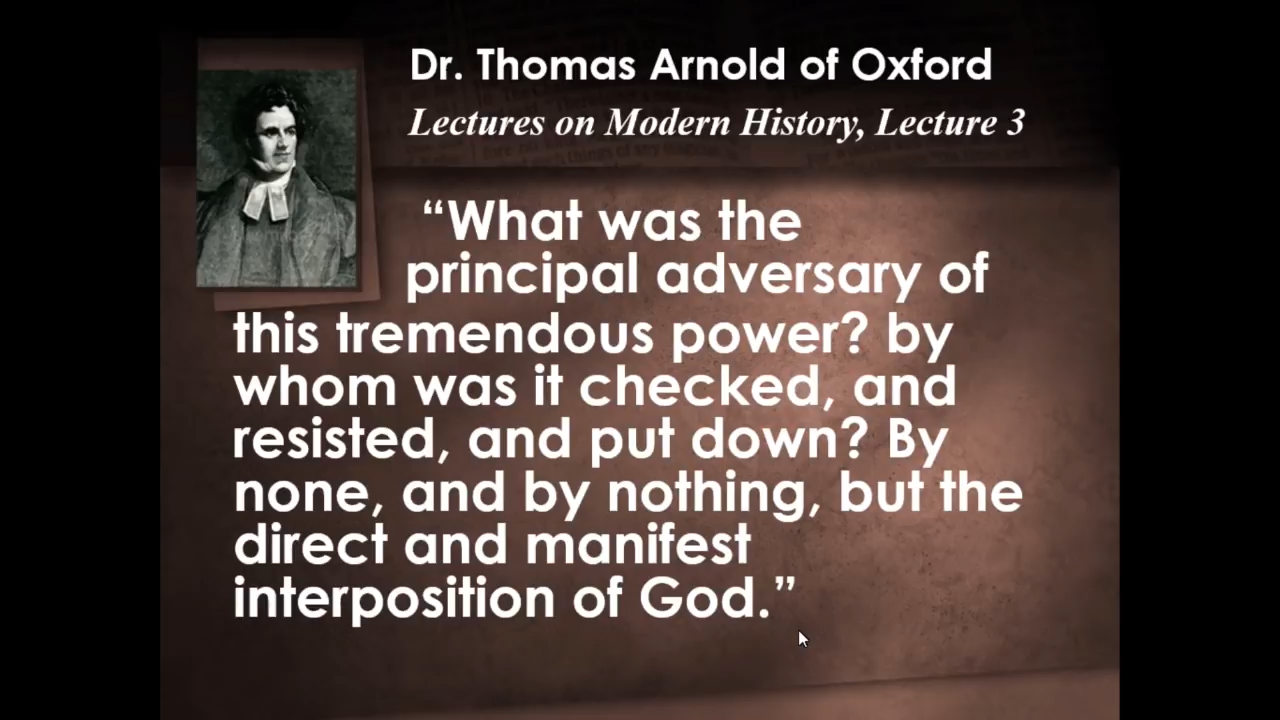 Dr. Thomas Arnold of Oxford
Lectures on Modern History, Lecture 3
“What was the
principal adversary of
this tremendous power? by
whom was it checked, and
resisted, and put down? By
none, and by nothing, but the
direct and manifest
interposition of God.”